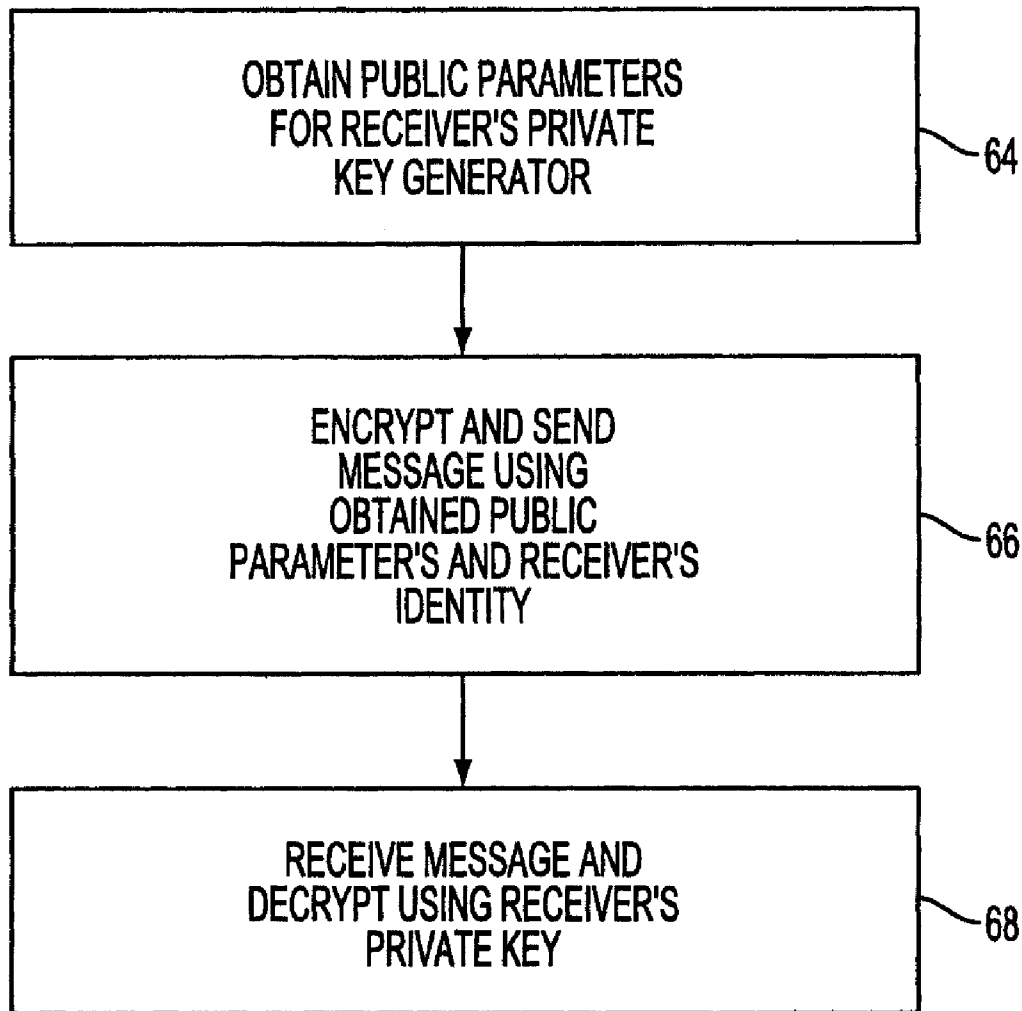 OBTAIN PUBLIC PARAMETERS
FOR RECEIVER'S PRIVATE
KEY GENERATOR
64
ENCRYPT AND SEND
MESSAGE USING
OBTAINED PUBLIC
PARAMETER'S AND RECEIVER'S
IDENTITY
66
RECEIVE MESSAGE AND
DECRYPT USING RECEIVER'S
PRIVATE KEY
68